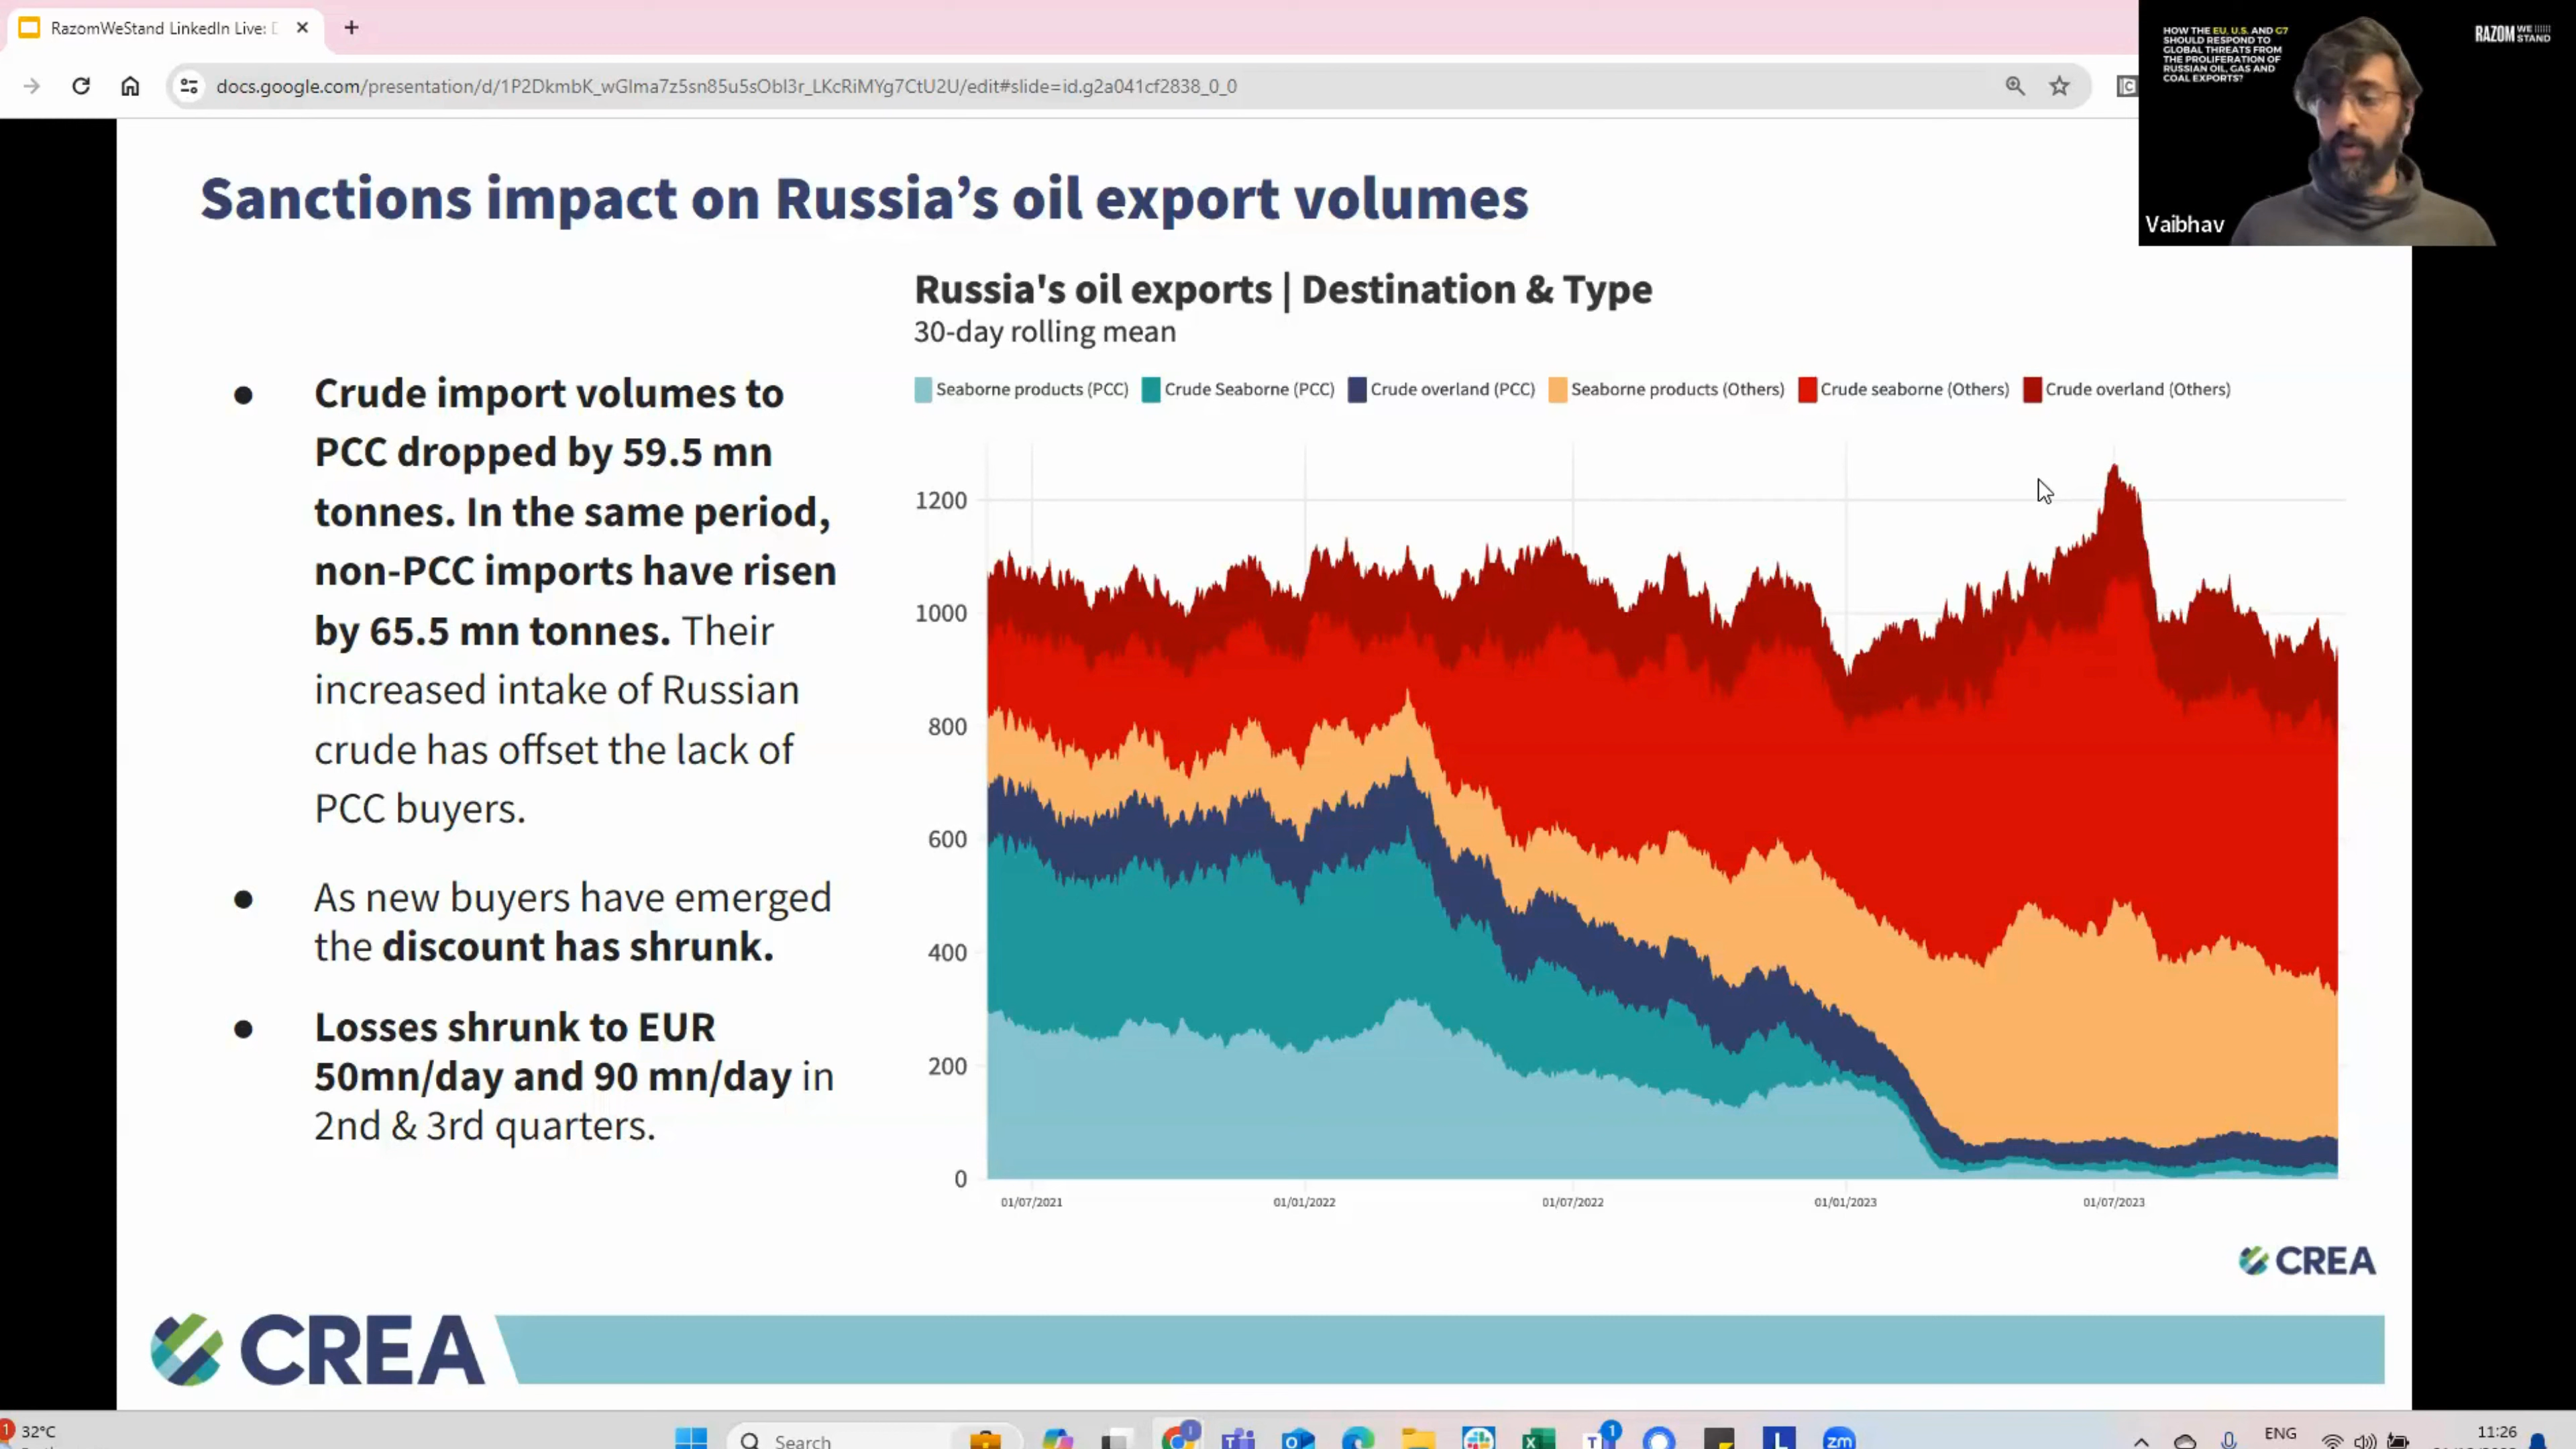 RazomWeStand LinkedIn Live:
docs.google.com/presentation/d/1P2DkmbK_wGlma7z5sn85u5sObl3r_LKcRiMYg7CtU2U/edit#slide=id.g2a041cf2838_0_0
HOW THE EU, U.S. AND G7
SHOULD RESPOND TO
GLOBAL THREATS FROM
THE PROLIFERATION OF
RUSSIAN OIL, GAS AND
COAL EXPORTS?
RAZOM WE
STAND
Vaibhav
Sanctions impact on Russia’s oil export volumes
● Crude import volumes to
PCC dropped by 59.5 mn
tonnes. In the same period,
non-PCC imports have risen
by 65.5 mn tonnes. Their
increased intake of Russian
crude has offset the lack of
PCC buyers.
● As new buyers have emerged
the discount has shrunk.
● Losses shrunk to EUR
50mn/day and 90 mn/day in
2nd & 3rd quarters.
Russia's oil exports | Destination & Type
30-day rolling mean
Seaborne products (PCC) Crude Seaborne (PCC) Crude overland (PCC) Seaborne products (Others) Crude seaborne (Others) Crude overland (Others)
1200
1000
800
600
400
200
0
01/07/2021 01/01/2022 01/07/2022 01/01/2023 01/07/2023
CREA
CREA
1 32°C
Search
1
zm
ENG
11:26